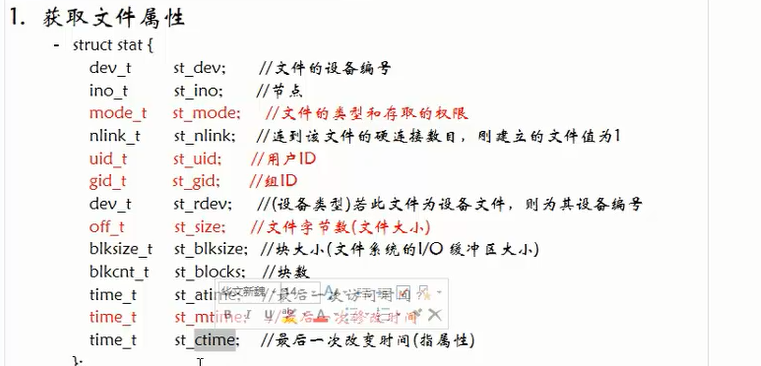 1. 获取文件属性
- struct stat {
dev_t st_dev; //文件的设备编号
ino_t st_ino; //节点
mode_t st_mode; //文件的类型和存取的权限
nlink_t st_nlink; //连到该文件的硬连接数目，刚建立的文件值为1
uid_t st_uid; //用户ID
gid_t st_gid; //组ID
dev_t st_rdev; //(设备类型)若此文件为设备文件，则为其设备编号
off_t st_size; //文件字节数(文件大小)
blksize_t st_blksize; //块大小(文件系统的I/O 缓冲区大小)
blkcnt_t st_blocks; //块数
华文新魏 14
time_t st_atime; //最后一次访问时间
B I U A
time_t st_mtime; //最后一次修改时间
time_t st_ctime; //最后一次改变时间(指属性)
};